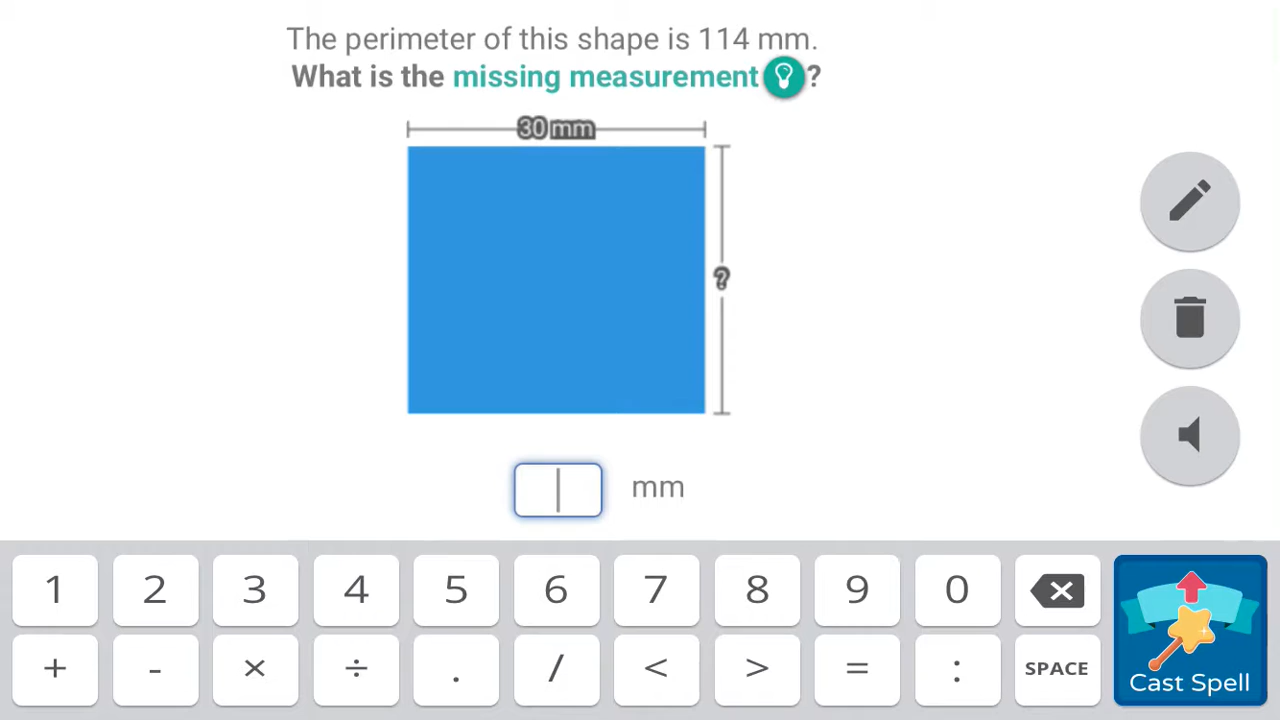 The perimeter of this shape is 114 mm.
What is the missing measurement ?
30 mm
?
mm
1 2 3 4 5 6 7 8 9 0
+ - × ÷ . / < > = : SPACE
Cast Spell